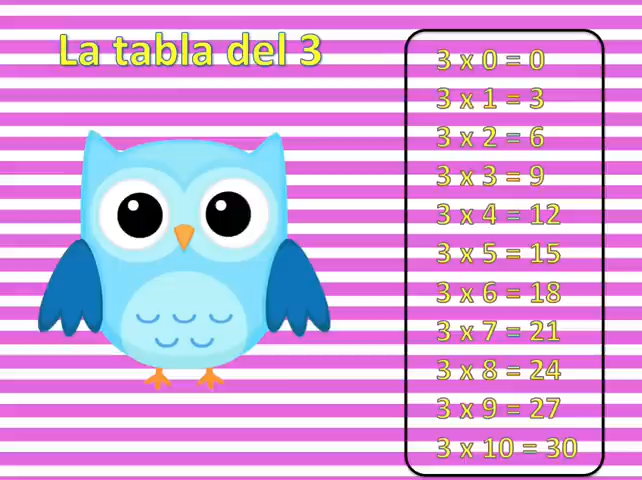 La tabla del 3
3 x 0 = 0
3 x 1 = 3
3 x 2 = 6
3 x 3 = 9
3 x 4 = 12
3 x 5 = 15
3 x 6 = 18
3 x 7 = 21
3 x 8 = 24
3 x 9 = 27
3 x 10 = 30